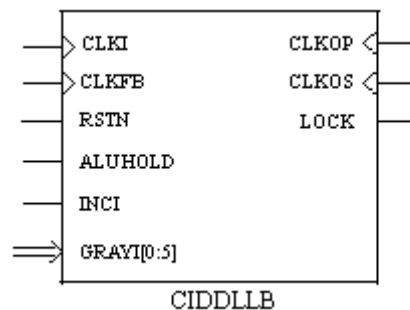 CLKI CLKOP
CLKFB CLKOS
RSTN LOCK
ALUHOLD
INCI
GRAYI[0:5]
CIDDLLB